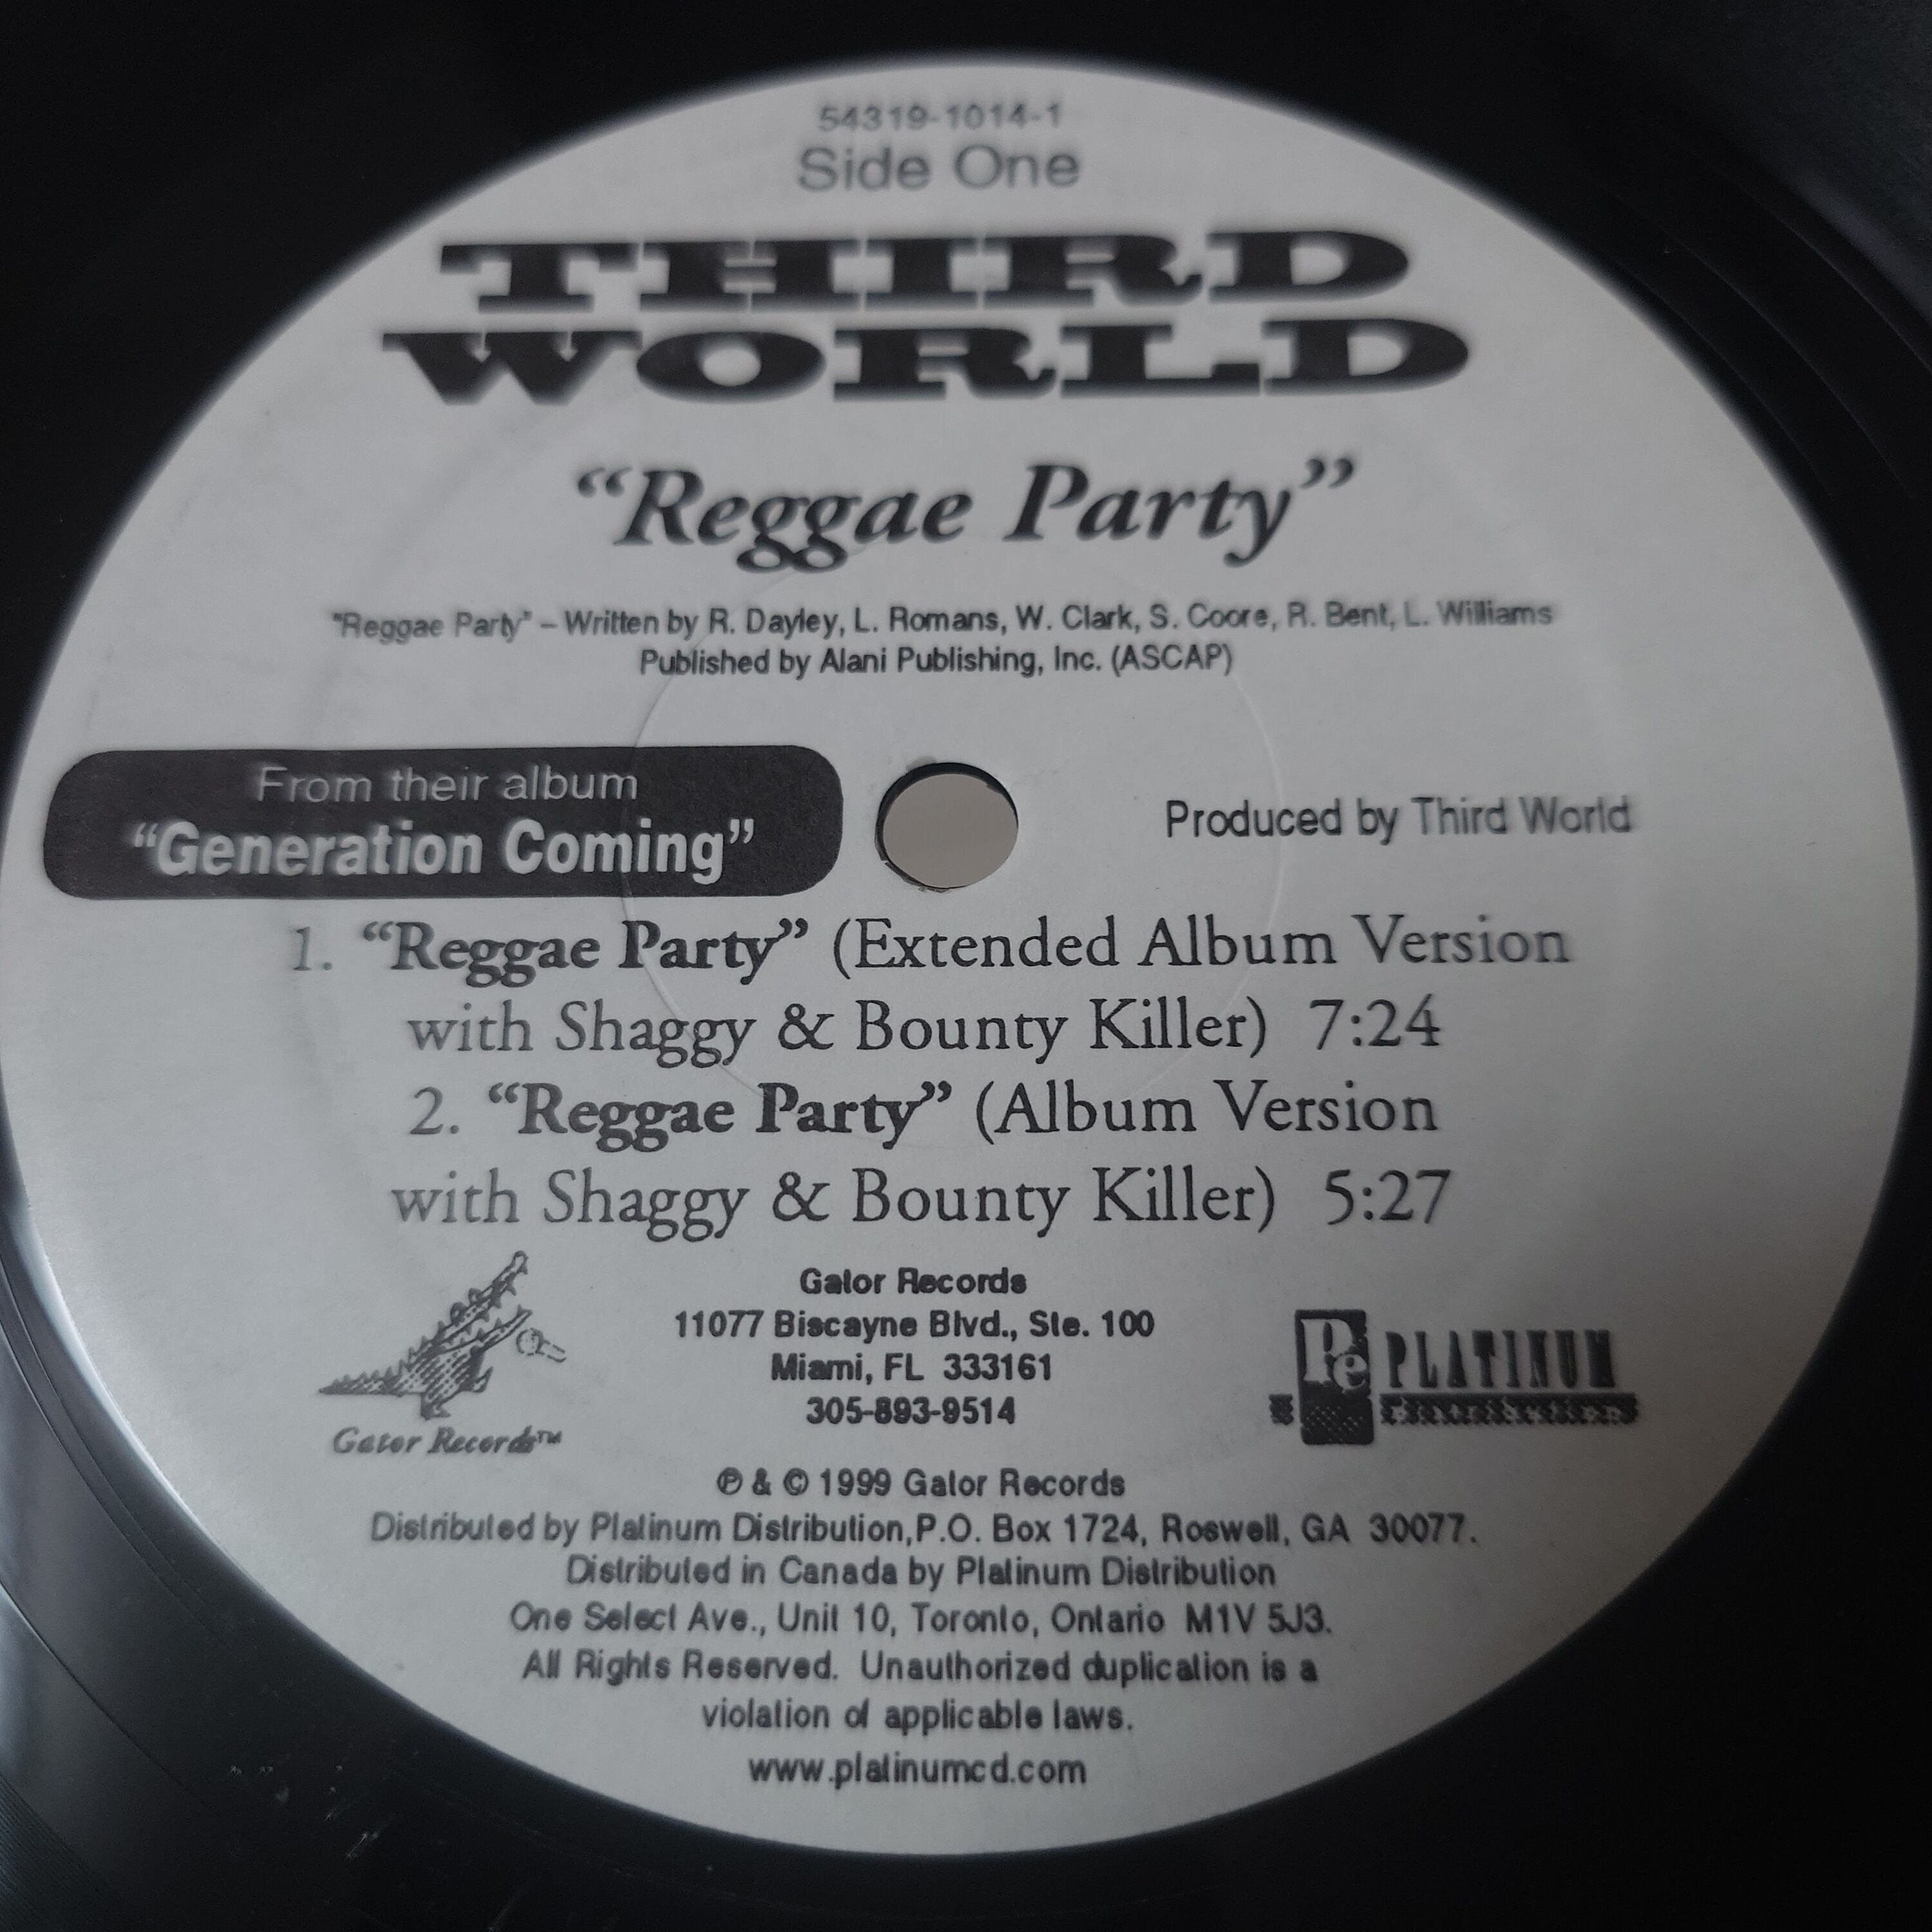 54319-1014-1
Side One
THIRD
WORLD
“Reggae Party”
"Reggae Party" – Written by R. Dayley, L. Romans, W. Clark, S. Coore, R. Bent, L. Williams
Published by Alani Publishing, Inc. (ASCAP)
From their album
“Generation Coming”
Produced by Third World
1. “Reggae Party” (Extended Album Version
with Shaggy & Bounty Killer) 7:24
2. “Reggae Party” (Album Version
with Shaggy & Bounty Killer) 5:27
Gator Records
11077 Biscayne Blvd., Ste. 100
Miami, FL 333161
305-893-9514
Gator Records™
Pe PLATINUM
℗ & © 1999 Gator Records
Distributed by Platinum Distribution,P.O. Box 1724, Roswell, GA 30077.
Distributed in Canada by Platinum Distribution
One Select Ave., Unit 10, Toronto, Ontario M1V 5J3.
All Rights Reserved. Unauthorized duplication is a
violation of applicable laws.
www.platinumcd.com